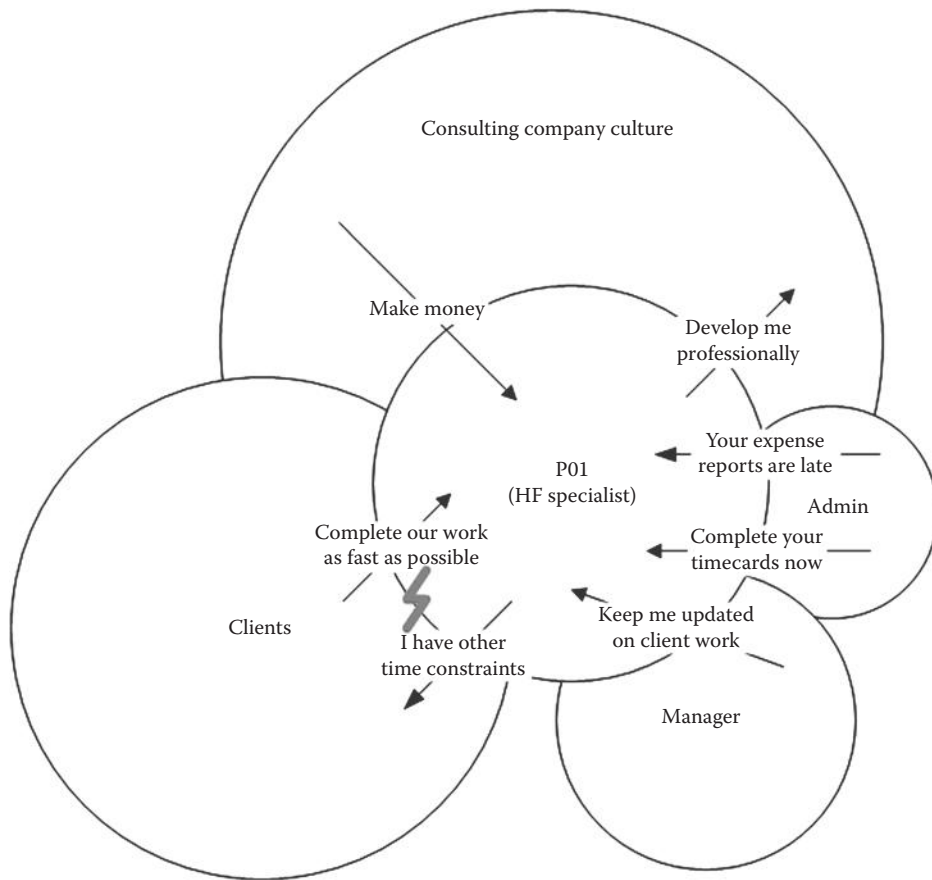 Consulting company culture
Make money
Develop me
professionally
Your expense
reports are late
P01
(HF specialist)
Admin
Complete our work
as fast as possible
Complete your
timecards now
Keep me updated
on client work
Clients
I have other
time constraints
Manager